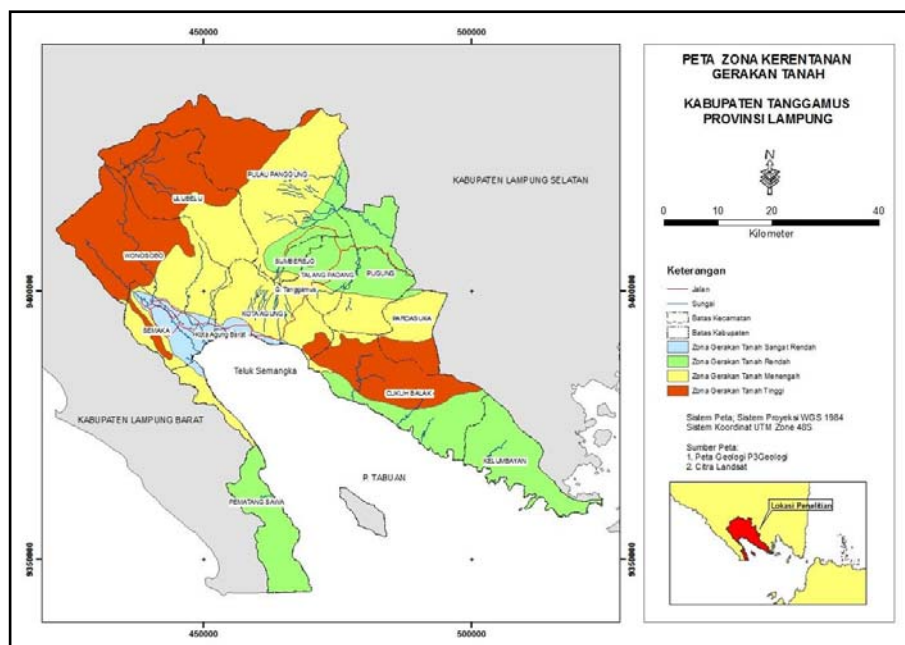 450000
500000
PULAU PANGGUNG
KABUPATEN LAMPUNG SELATAN
ULUBELU
WONOSOBO
SUMBEREJO
TALANG PADANG
PUGUNG
G. Tanggamus
9400000
9400000
KOTA AGUNG
PARDASUKA
SEMAKA
Kota Agung Barat
Teluk Semangka
CUKUH BALAK
KABUPATEN LAMPUNG BARAT
KELUMBAYAN
P. TABUAN
PEMATANG SAWA
9350000
9350000
450000
500000
PETA ZONA KERENTANAN
GERAKAN TANAH
KABUPATEN TANGGAMUS
PROVINSI LAMPUNG
N
0 10 20 40
Kilometer
Keterangan
Jalan
Sungai
Batas Kecamatan
Batas Kabupaten
Zona Gerakan Tanah Sangat Rendah
Zona Gerakan Tanah Rendah
Zona Gerakan Tanah Menengah
Zona Gerakan Tanah Tinggi
Sistem Peta; Sistem Proyeksi WGS 1984
Sistem Koordinat UTM Zone 48S
Sumber Peta:
1. Peta Geologi P3Geologi
2. Citra Landsat
Lokasi Penelitian